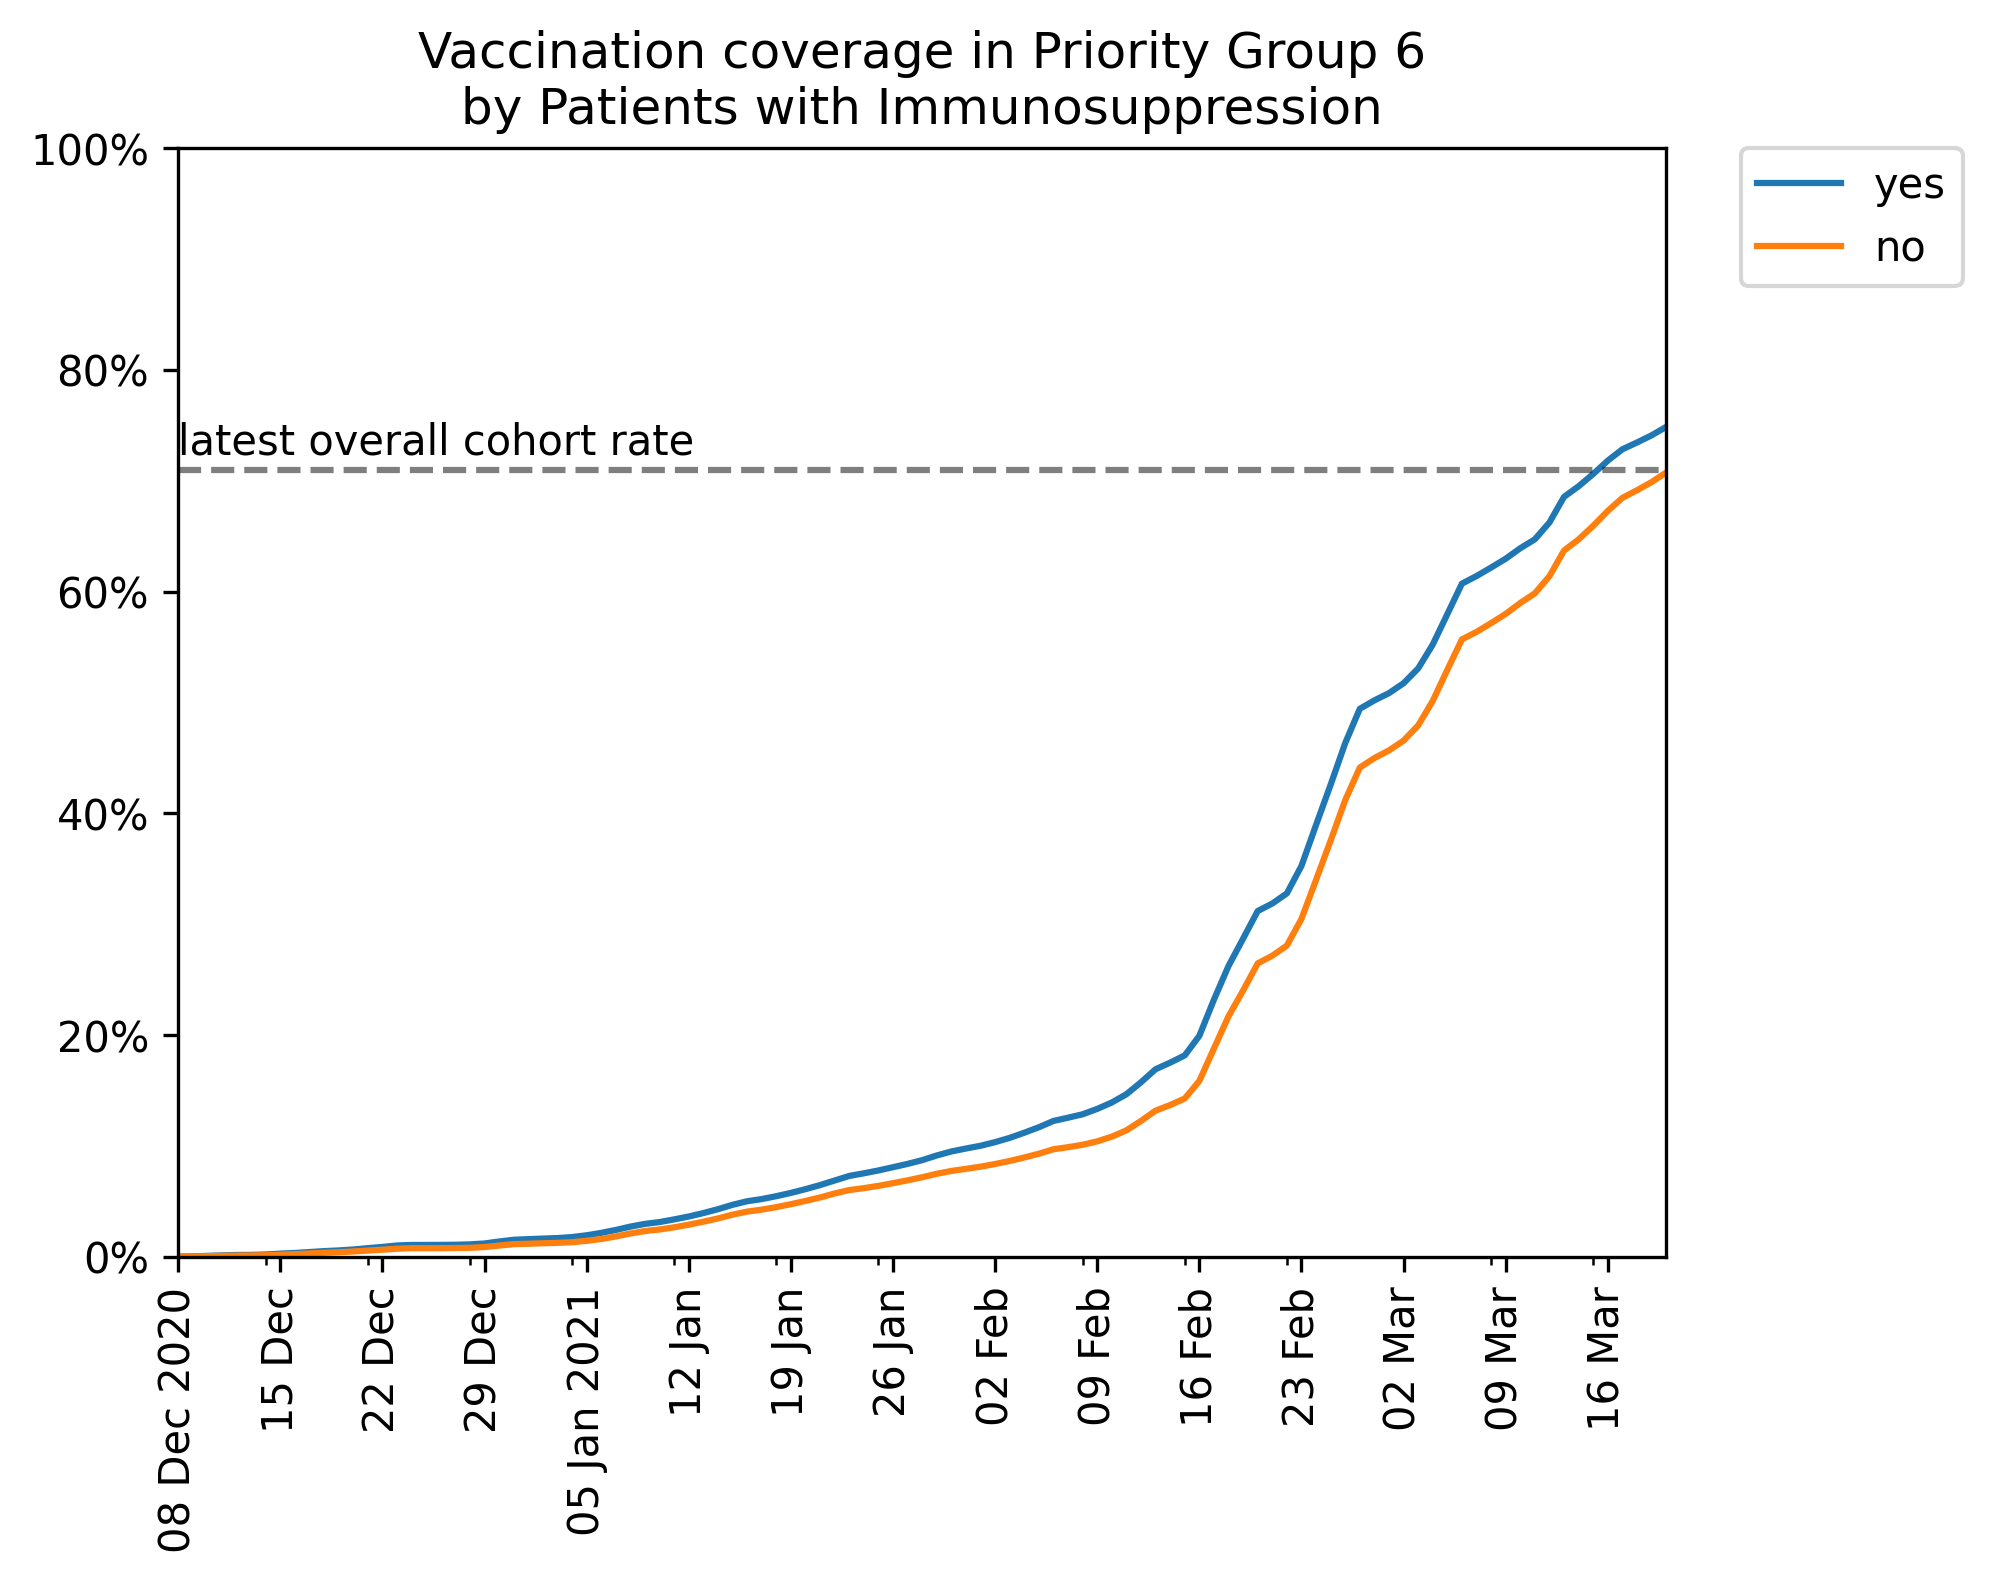 Vaccination coverage in Priority Group 6
by Patients with Immunosuppression
100%
80%
60%
40%
20%
0%
latest overall cohort rate
yes
no
08 Dec 2020
15 Dec
22 Dec
29 Dec
05 Jan 2021
12 Jan
19 Jan
26 Jan
02 Feb
09 Feb
16 Feb
23 Feb
02 Mar
09 Mar
16 Mar